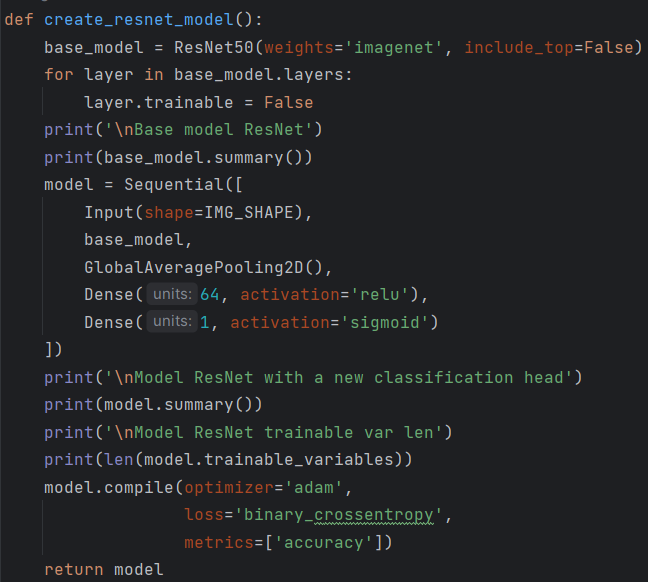 def create_resnet_model():
    base_model = ResNet50(weights='imagenet', include_top=False)
    for layer in base_model.layers:
        layer.trainable = False
    print('\nBase model ResNet')
    print(base_model.summary())
    model = Sequential([
        Input(shape=IMG_SHAPE),
        base_model,
        GlobalAveragePooling2D(),
        Dense( units: 64, activation='relu'),
        Dense( units: 1, activation='sigmoid')
    ])
    print('\nModel ResNet with a new classification head')
    print(model.summary())
    print('\nModel ResNet trainable var len')
    print(len(model.trainable_variables))
    model.compile(optimizer='adam',
                  loss='binary_crossentropy',
                  metrics=['accuracy'])
    return model